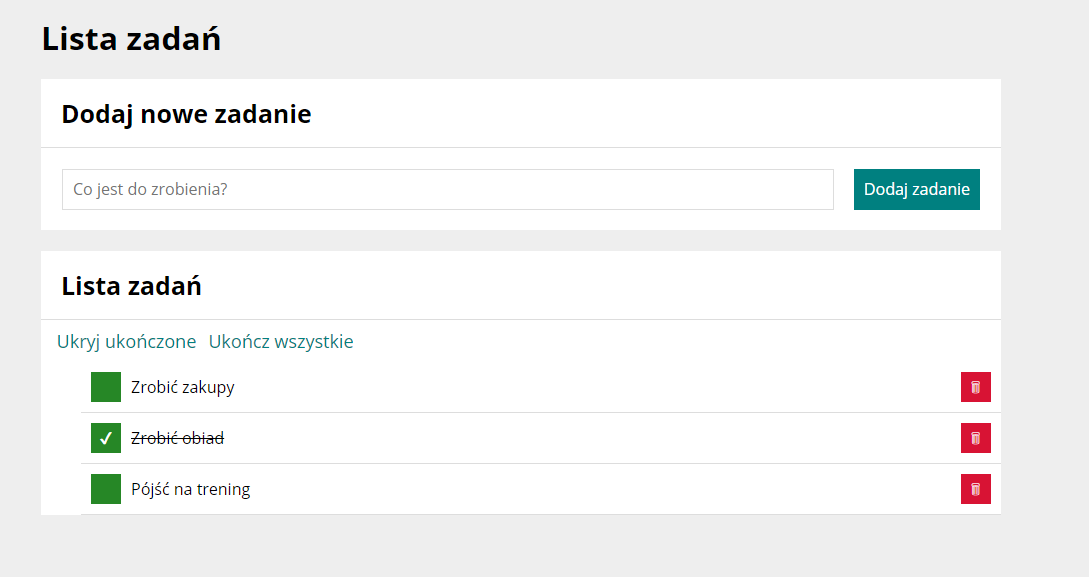 Lista zadań
Dodaj nowe zadanie
Co jest do zrobienia?
Dodaj zadanie
Lista zadań
Ukryj ukończone Ukończ wszystkie
Zrobić zakupy
Zrobić obiad
Pójść na trening